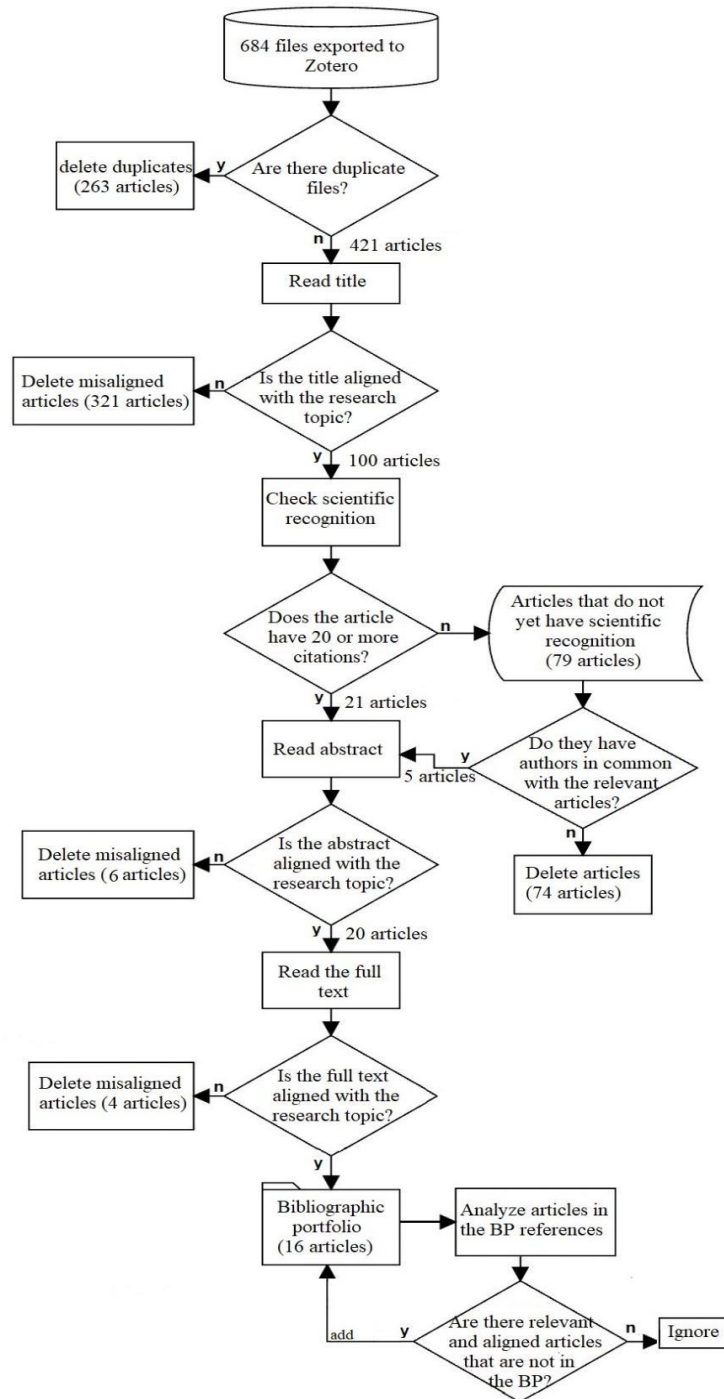 684 files exported to
Zotero
delete duplicates
(263 articles)
y
Are there duplicate
files?
n
421 articles
Read title
Delete misaligned
articles (321 articles)
n
Is the title aligned
with the research
topic?
y
100 articles
Check scientific
recognition
Does the article
have 20 or more
citations?
n
Articles that do not
yet have scientific
recognition
(79 articles)
y
21 articles
Read abstract
y
5 articles
Do they have
authors in common
with the relevant
articles?
n
Delete articles
(74 articles)
Delete misaligned
articles (6 articles)
n
Is the abstract
aligned with the
research topic?
y
20 articles
Read the full
text
Delete misaligned
articles (4 articles)
n
Is the full text
aligned with the
research topic?
y
Bibliographic
portfolio
(16 articles)
Analyze articles in
the BP references
add
y
Are there relevant
and aligned articles
that are not in
the BP?
n
Ignore